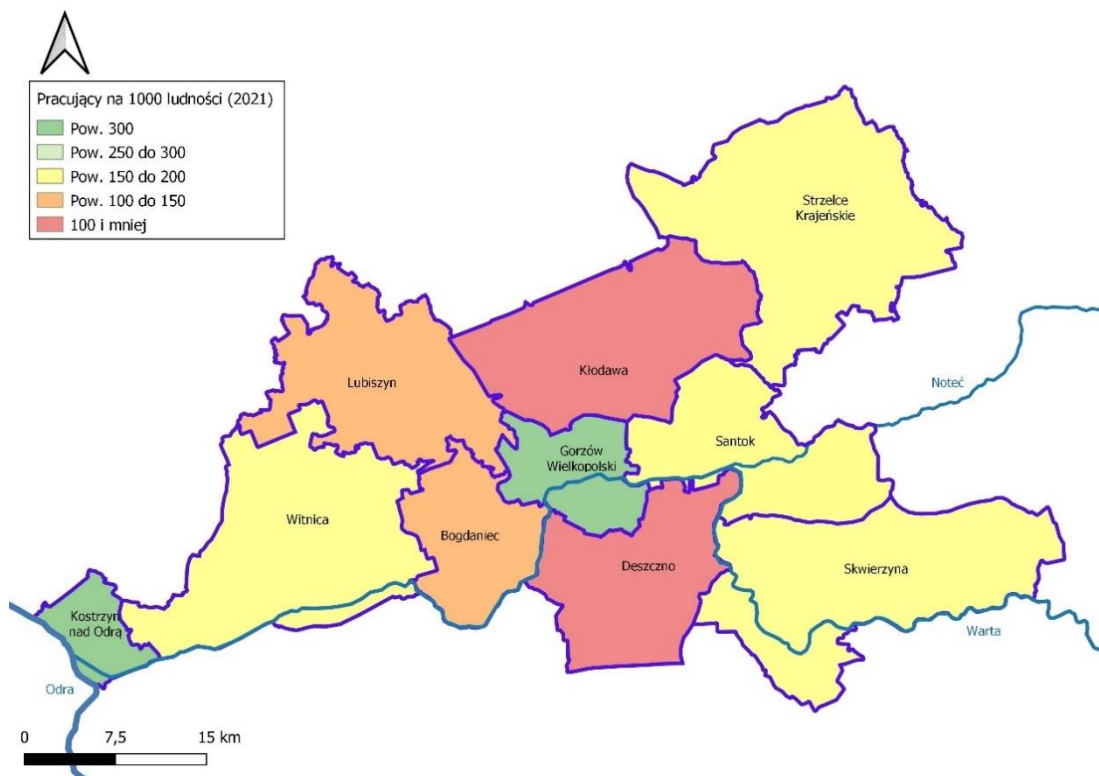 Pracujący na 1000 ludności (2021)
Pow. 300
Pow. 250 do 300
Pow. 150 do 200
Pow. 100 do 150
100 i mniej
Strzelce
Krajeńskie
Kłodawa
Lubiszyn
Noteć
Santok
Gorzów
Wielkopolski
Witnica
Bogdaniec
Deszczno
Skwierzyna
Kostrzyn
nad Odrą
Warta
Odra
0 7,5 15 km